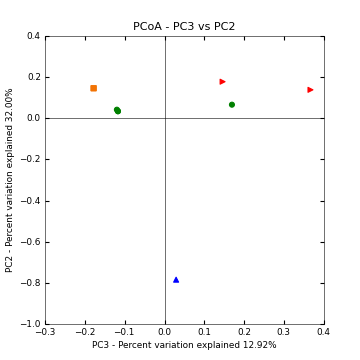 PCoA - PC3 vs PC2
0.4
0.2
0.0
−0.2
−0.4
−0.6
−0.8
−1.0
PC2 - Percent variation explained 32.00%
−0.3 −0.2 −0.1 0.0 0.1 0.2 0.3 0.4
PC3 - Percent variation explained 12.92%